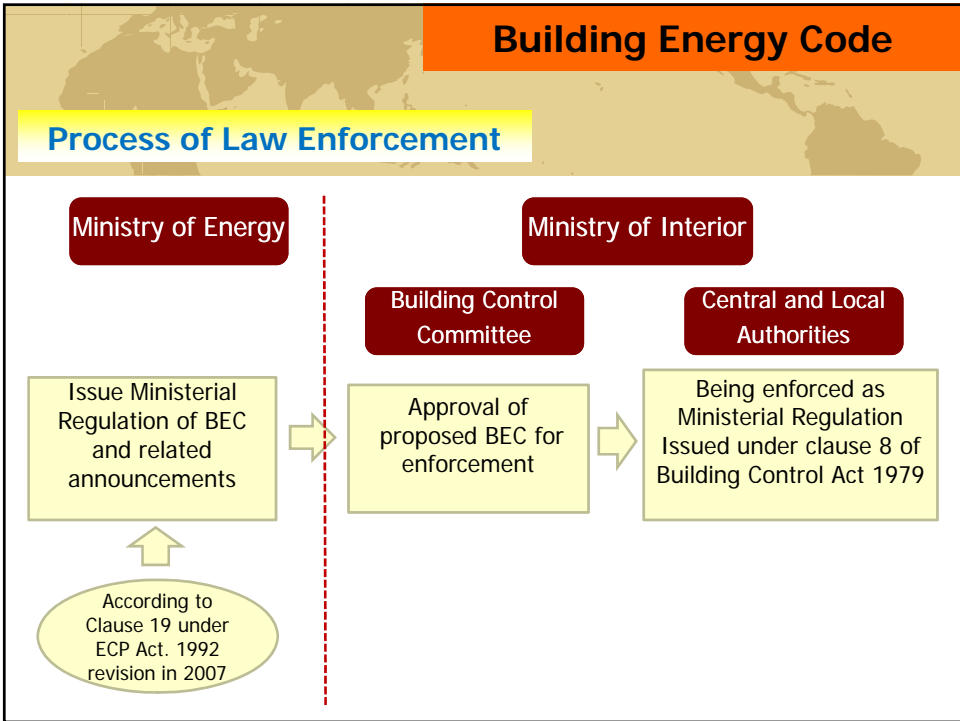 Building Energy Code
Process of Law Enforcement
Ministry of Energy
Ministry of Interior
Building Control
Committee
Central and Local
Authorities
Issue Ministerial
Regulation of BEC
and related
announcements
Approval of
proposed BEC for
enforcement
Being enforced as
Ministerial Regulation
Issued under clause 8 of
Building Control Act 1979
According to
Clause 19 under
ECP Act. 1992
revision in 2007